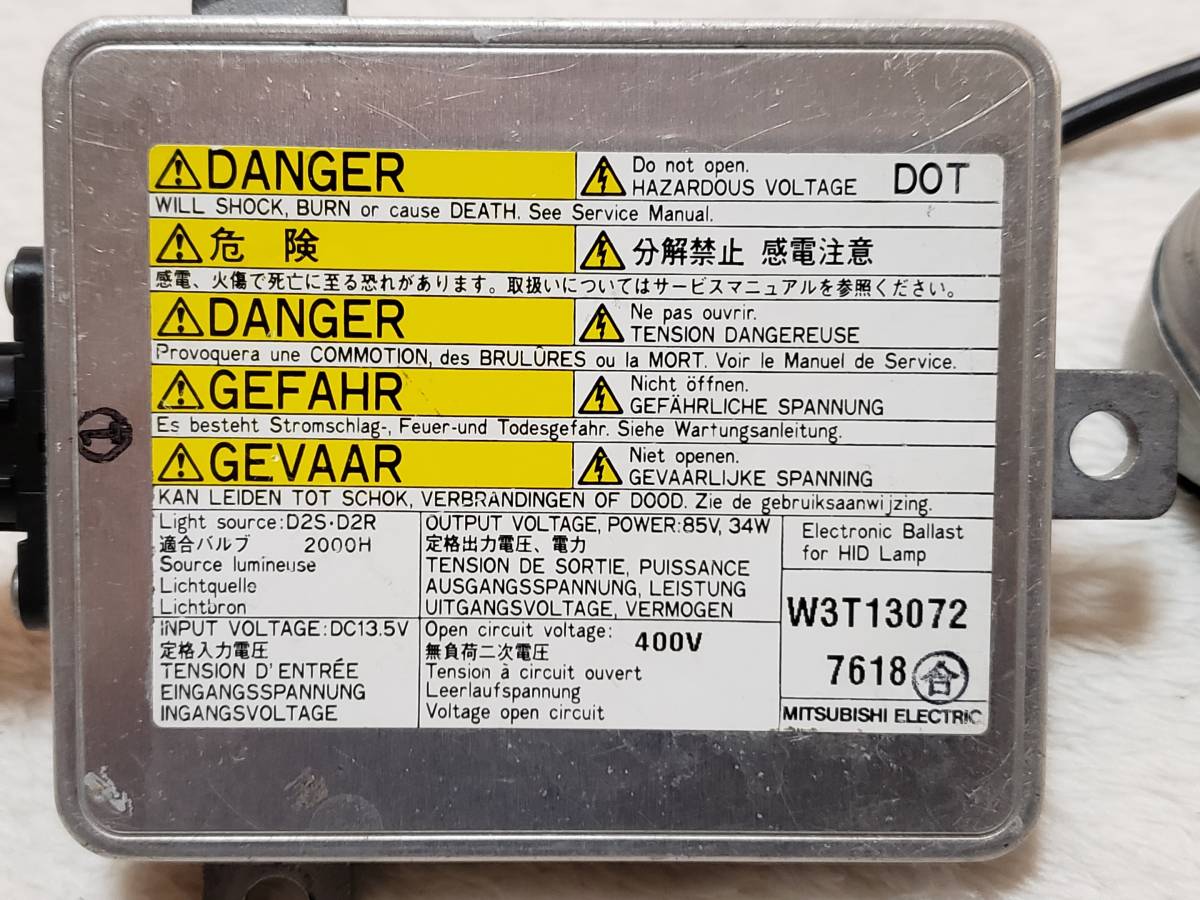 DANGER
Do not open.
HAZARDOUS VOLTAGE
DOT
WILL SHOCK, BURN or cause DEATH. See Service Manual.
危 険
分解禁止 感電注意
感電、火傷で死亡に至る恐れがあります。取扱いについてはサービスマニュアルを参照ください。
DANGER
Ne pas ouvrir.
TENSION DANGEREUSE
Provoquera une COMMOTION, des BRULÛRES ou la MORT. Voir le Manuel de Service.
GEFAHR
Nicht öffnen.
GEFÄHRLICHE SPANNUNG
Es besteht Stromschlag-, Feuer-und Todesgefahr. Siehe Wartungsanleitung.
GEVAAR
Niet openen.
GEVAARLIJKE SPANNING
KAN LEIDEN TOT SCHOK, VERBRANDINGEN OF DOOD. Zie de gebruiksaanwijzing.
Light source:D2S·D2R
適合バルブ 2000H
Source lumineuse
Lichtquelle
Lichtbron
OUTPUT VOLTAGE, POWER:85V, 34W
定格出力電圧、電力
TENSION DE SORTIE, PUISSANCE
AUSGANGSSPANNUNG, LEISTUNG
UITGANGSVOLTAGE, VERMOGEN
Electronic Ballast
for HID Lamp
INPUT VOLTAGE:DC13.5V
定格入力電圧
TENSION D'ENTRÉE
EINGANGSSPANNUNG
INGANGSVOLTAGE
Open circuit voltage: 400V
無負荷二次電圧
Tension à circuit ouvert
Leerlaufspannung
Voltage open circuit
W3T13072
7618 合
MITSUBISHI ELECTRIC